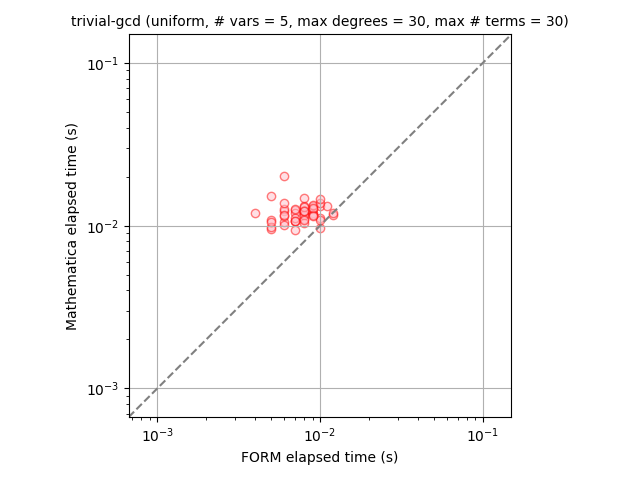 trivial-gcd (uniform, # vars = 5, max degrees = 30, max # terms = 30)
Mathematica elapsed time (s)
10⁻¹
10⁻²
10⁻³
10⁻³ 10⁻² 10⁻¹
FORM elapsed time (s)